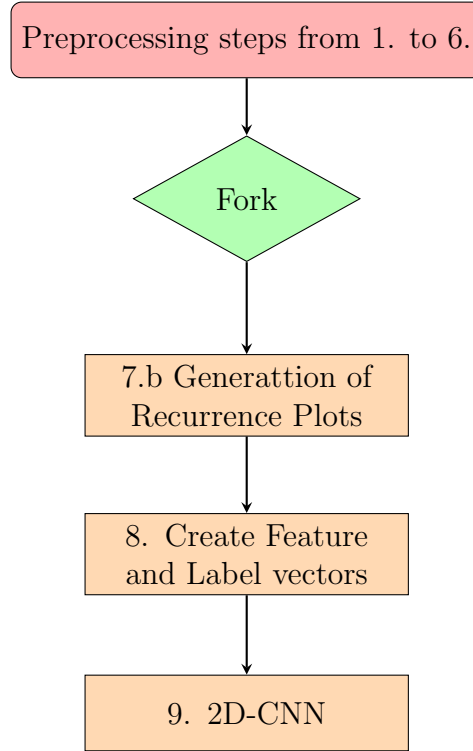 Preprocessing steps from 1. to 6.
Fork
7.b Generattion of
Recurrence Plots
8. Create Feature
and Label vectors
9. 2D-CNN